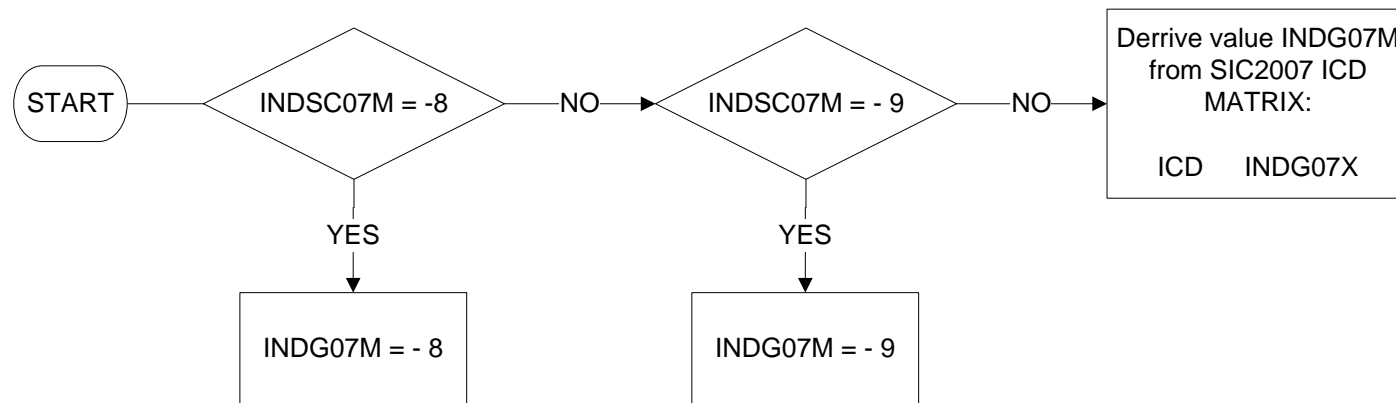 START
INDSC07M = -8
NO
INDSC07M = - 9
NO
Derrive value INDG07M
from SIC2007 ICD
MATRIX:
ICD INDG07X
YES
YES
INDG07M = - 8
INDG07M = - 9